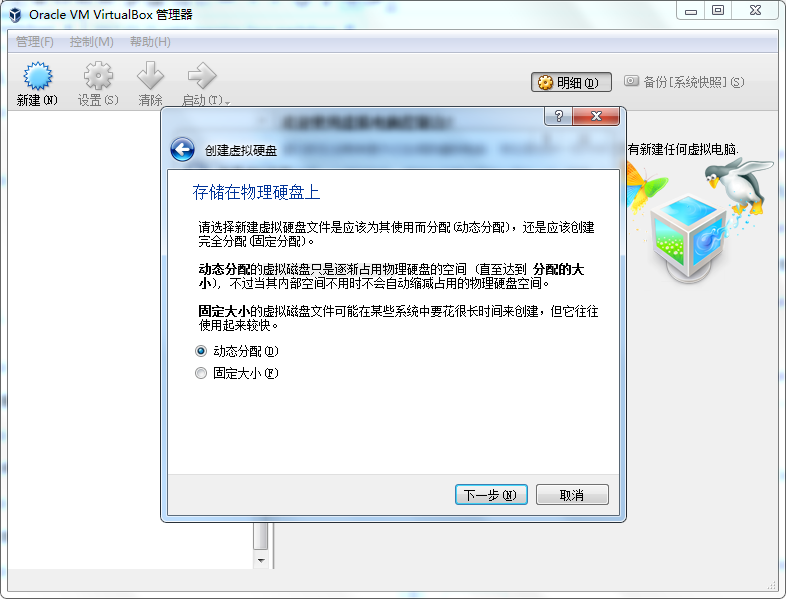 Oracle VM VirtualBox 管理器
管理(F) 控制(M) 帮助(H)
新建(N) 设置(S) 清除 启动(T)
明细(D) 备份[系统快照](S)
创建虚拟硬盘
有新建任何虚拟电脑.
存储在物理硬盘上
请选择新建虚拟硬盘文件是应该为其使用而分配(动态分配)，还是应该创建
完全分配(固定分配)。
动态分配的虚拟磁盘只是逐渐占用物理硬盘的空间（直至达到 分配的大
小），不过当其内部空间不用时不会自动缩减占用的物理硬盘空间。
固定大小的虚拟磁盘文件可能在某些系统中要花很长时间来创建，但它往往
使用起来较快。
动态分配(D)
固定大小(F)
下一步(N) 取消